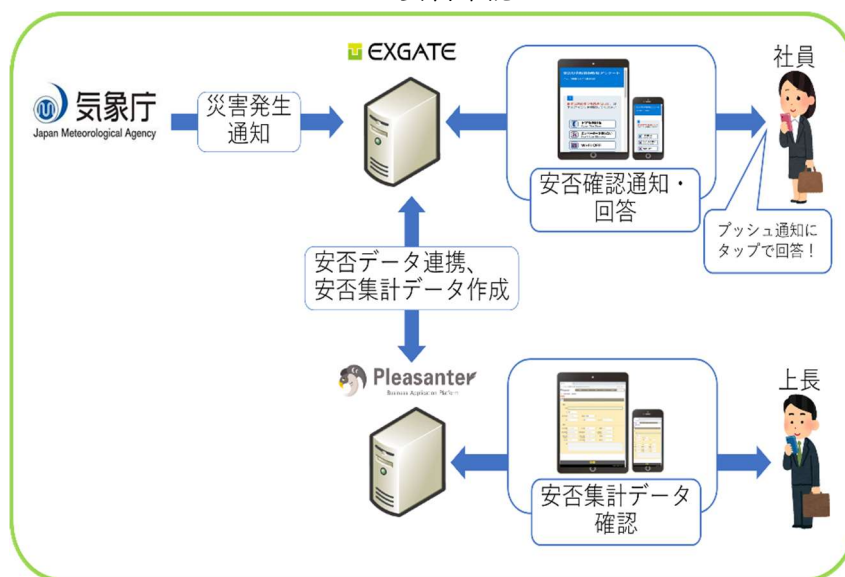 EXGATE
社員
気象庁
Japan Meteorological Agency
災害発生
通知
安否確認通知・
回答
プッシュ通知に
タップで回答！
安否データ連携、
安否集計データ作成
Pleasanter
Business Application Platform
上長
安否集計データ
確認